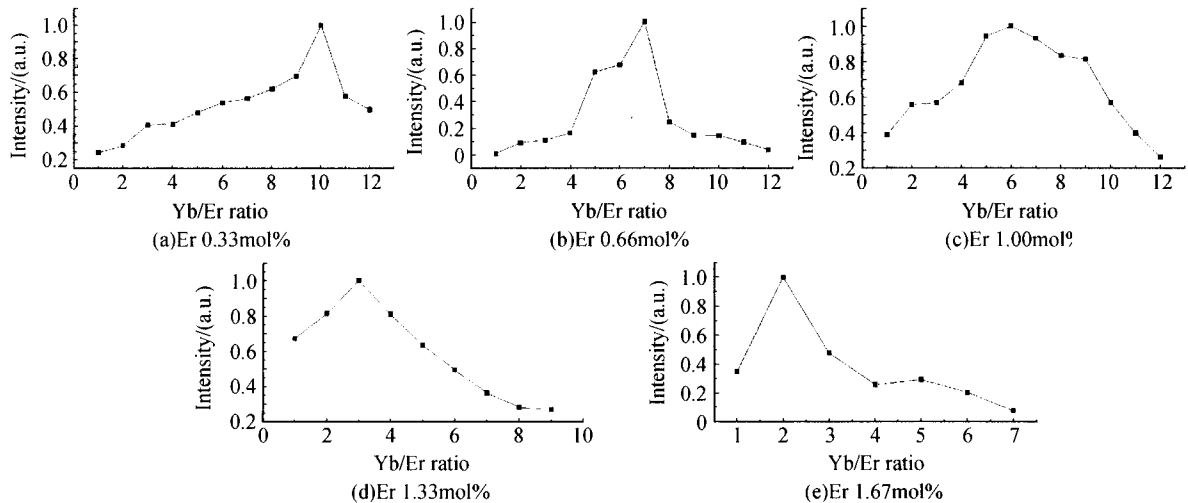 Intensity/(a.u.)
1.0
0.8
0.6
0.4
0.2
0 2 4 6 8 10 12
Yb/Er ratio
(a)Er 0.33mol%
Intensity/(a.u.)
1.0
0.8
0.6
0.4
0.2
0
0 2 4 6 8 10 12
Yb/Er ratio
(b)Er 0.66mol%
Intensity/(a.u.)
1.0
0.8
0.6
0.4
0.2
0 2 4 6 8 10 12
Yb/Er ratio
(c)Er 1.00mol%
Intensity/(a.u.)
1.0
0.8
0.6
0.4
0.2
0 2 4 6 8 10
Yb/Er ratio
(d)Er 1.33mol%
Intensity/(a.u.)
1.0
0.8
0.6
0.4
0.2
0
1 2 3 4 5 6 7
Yb/Er ratio
(e)Er 1.67mol%